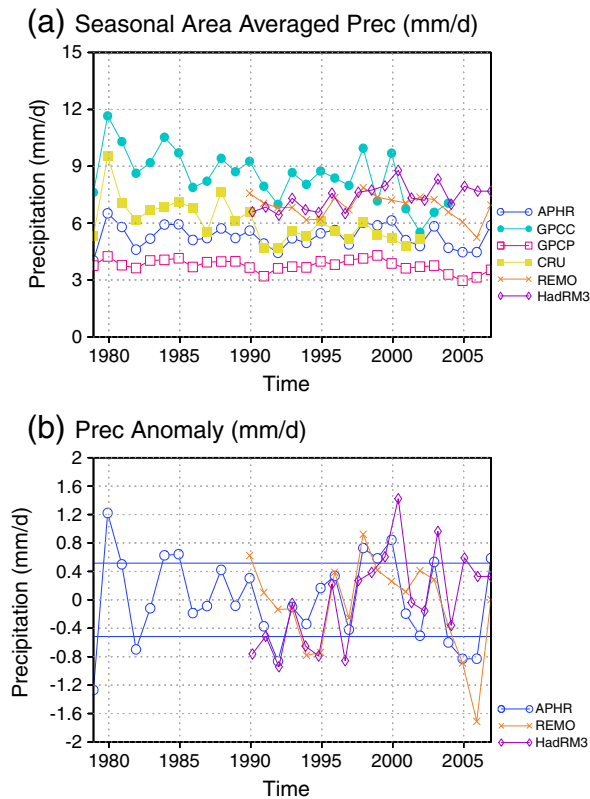 (a) Seasonal Area Averaged Prec (mm/d)
15
12
9
6
3
0
Precipitation (mm/d)
1980 1985 1990 1995 2000 2005
Time
APHR
GPCC
GPCP
CRU
REMO
HadRM3
(b) Prec Anomaly (mm/d)
2
1.6
1.2
0.8
0.4
0
-0.4
-0.8
-1.2
-1.6
-2
Precipitation (mm/d)
1980 1985 1990 1995 2000 2005
Time
APHR
REMO
HadRM3